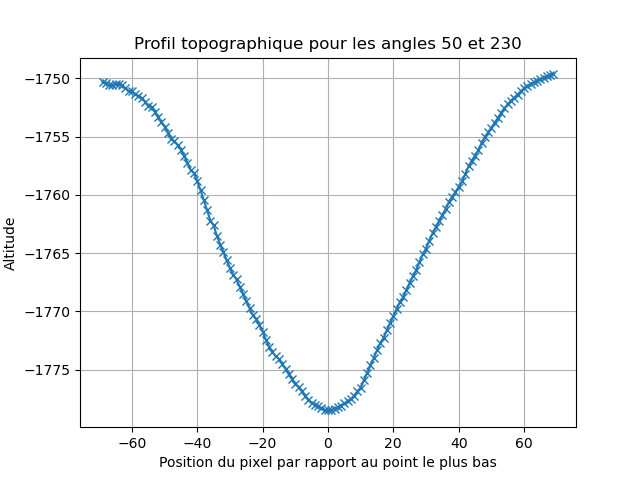 Profil topographique pour les angles 50 et 230
−1750
−1755
−1760
−1765
−1770
−1775
Altitude
−60 −40 −20 0 20 40 60
Position du pixel par rapport au point le plus bas